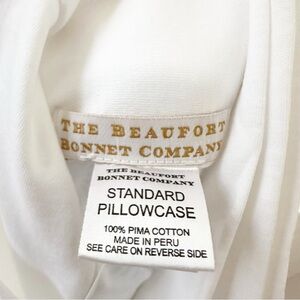 THE BEAUFORT
BONNET COMPANY
THE BEAUFORT
BONNET COMPANY
STANDARD
PILLOWCASE
100% PIMA COTTON
MADE IN PERU
SEE CARE ON REVERSE SIDE